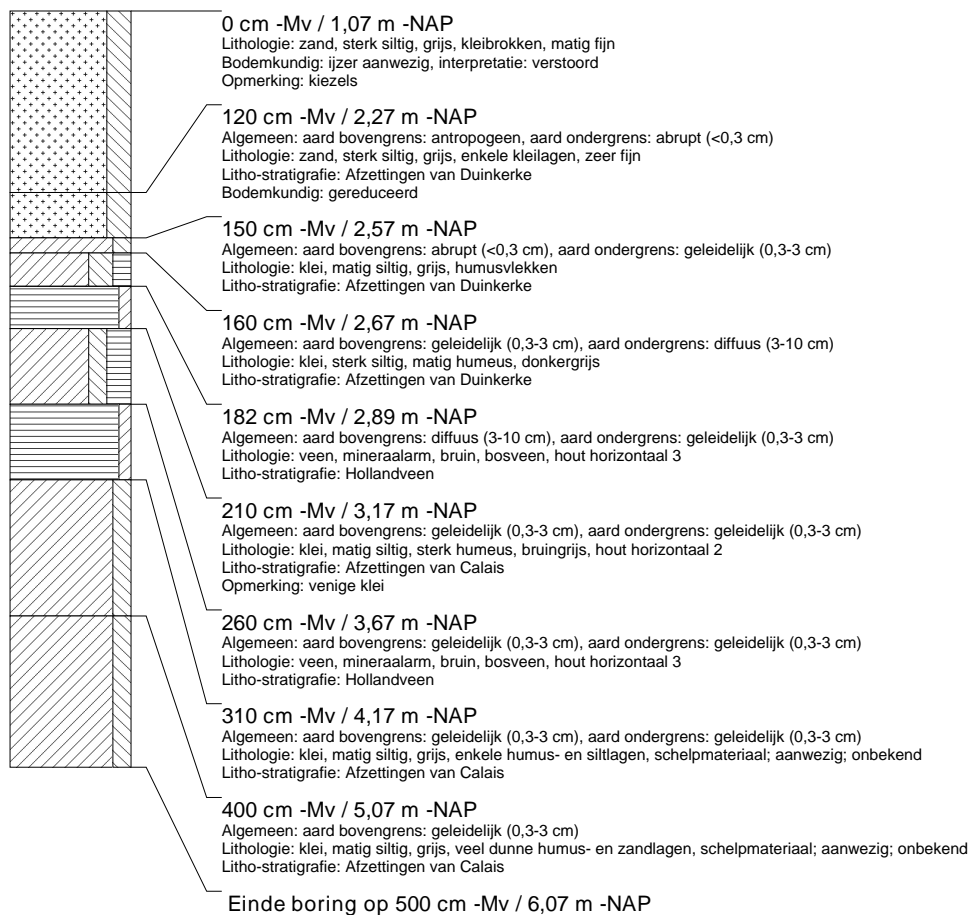 0 cm -Mv / 1,07 m -NAP
Lithologie: zand, sterk siltig, grijs, kleibrokken, matig fijn
Bodemkundig: ijzer aanwezig, interpretatie: verstoord
Opmerking: kiezels
120 cm -Mv / 2,27 m -NAP
Algemeen: aard bovengrens: antropogeen, aard ondergrens: abrupt (<0,3 cm)
Lithologie: zand, sterk siltig, grijs, enkele kleilagen, zeer fijn
Litho-stratigrafie: Afzettingen van Duinkerke
Bodemkundig: gereduceerd
150 cm -Mv / 2,57 m -NAP
Algemeen: aard bovengrens: abrupt (<0,3 cm), aard ondergrens: geleidelijk (0,3-3 cm)
Lithologie: klei, matig siltig, grijs, humusvlekken
Litho-stratigrafie: Afzettingen van Duinkerke
160 cm -Mv / 2,67 m -NAP
Algemeen: aard bovengrens: geleidelijk (0,3-3 cm), aard ondergrens: diffuus (3-10 cm)
Lithologie: klei, sterk siltig, matig humeus, donkergrijs
Litho-stratigrafie: Afzettingen van Duinkerke
182 cm -Mv / 2,89 m -NAP
Algemeen: aard bovengrens: diffuus (3-10 cm), aard ondergrens: geleidelijk (0,3-3 cm)
Lithologie: veen, mineraalarm, bruin, bosveen, hout horizontaal 3
Litho-stratigrafie: Hollandveen
210 cm -Mv / 3,17 m -NAP
Algemeen: aard bovengrens: geleidelijk (0,3-3 cm), aard ondergrens: geleidelijk (0,3-3 cm)
Lithologie: klei, matig siltig, sterk humeus, bruingrijs, hout horizontaal 2
Litho-stratigrafie: Afzettingen van Calais
Opmerking: venige klei
260 cm -Mv / 3,67 m -NAP
Algemeen: aard bovengrens: geleidelijk (0,3-3 cm), aard ondergrens: geleidelijk (0,3-3 cm)
Lithologie: veen, mineraalarm, bruin, bosveen, hout horizontaal 3
Litho-stratigrafie: Hollandveen
310 cm -Mv / 4,17 m -NAP
Algemeen: aard bovengrens: geleidelijk (0,3-3 cm), aard ondergrens: geleidelijk (0,3-3 cm)
Lithologie: klei, matig siltig, grijs, enkele humus- en siltlagen, schelpmateriaal; aanwezig; onbekend
Litho-stratigrafie: Afzettingen van Calais
400 cm -Mv / 5,07 m -NAP
Algemeen: aard bovengrens: geleidelijk (0,3-3 cm)
Lithologie: klei, matig siltig, grijs, veel dunne humus- en zandlagen, schelpmateriaal; aanwezig; onbekend
Litho-stratigrafie: Afzettingen van Calais
Einde boring op 500 cm -Mv / 6,07 m -NAP